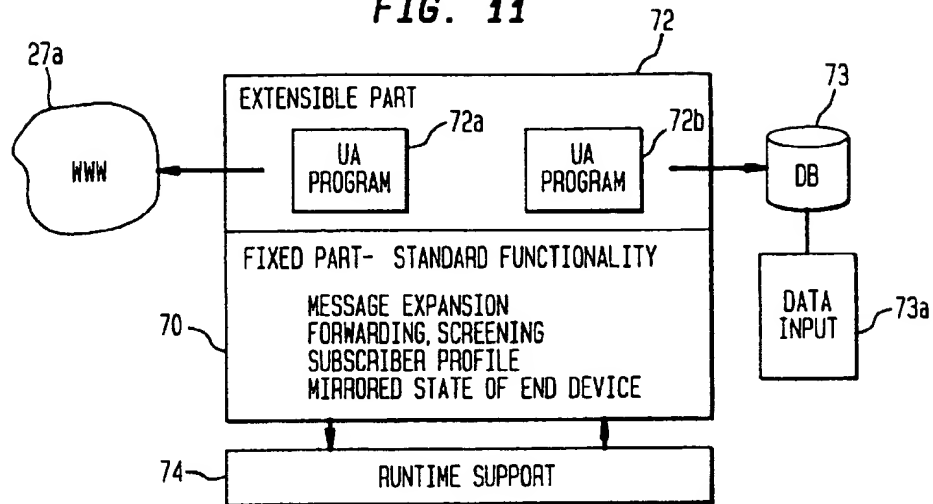 FIG. 11
72
27a
73
EXTENSIBLE PART
72a
72b
WWW
UA
PROGRAM
UA
PROGRAM
DB
FIXED PART- STANDARD FUNCTIONALITY
MESSAGE EXPANSION
FORWARDING, SCREENING
SUBSCRIBER PROFILE
MIRRORED STATE OF END DEVICE
70
DATA
INPUT
73a
74
RUNTIME SUPPORT